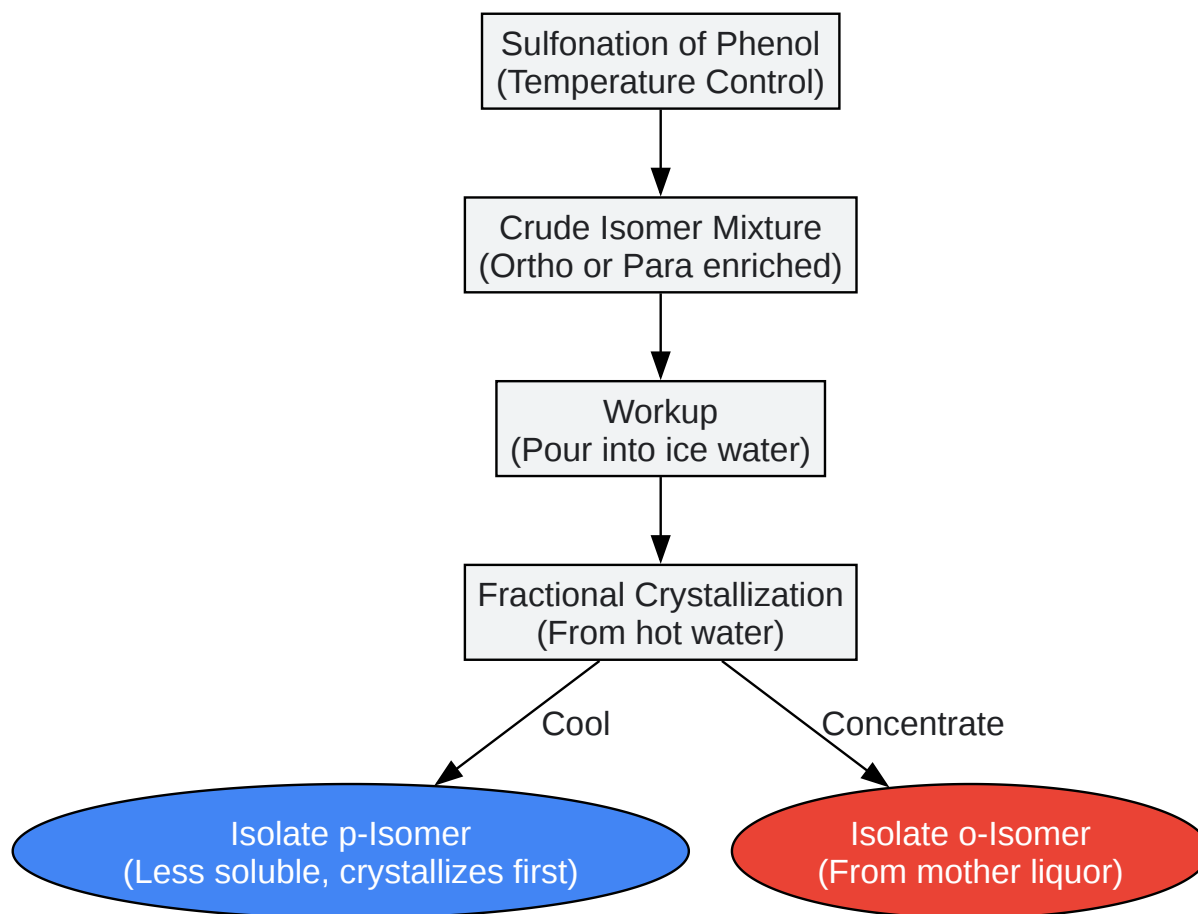 Sulfonation of Phenol
(Temperature Control)
Crude Isomer Mixture
(Ortho or Para enriched)
Workup
(Pour into ice water)
Fractional Crystallization
(From hot water)
Cool
Concentrate
Isolate p-Isomer
(Less soluble, crystallizes first)
Isolate o-Isomer
(From mother liquor)